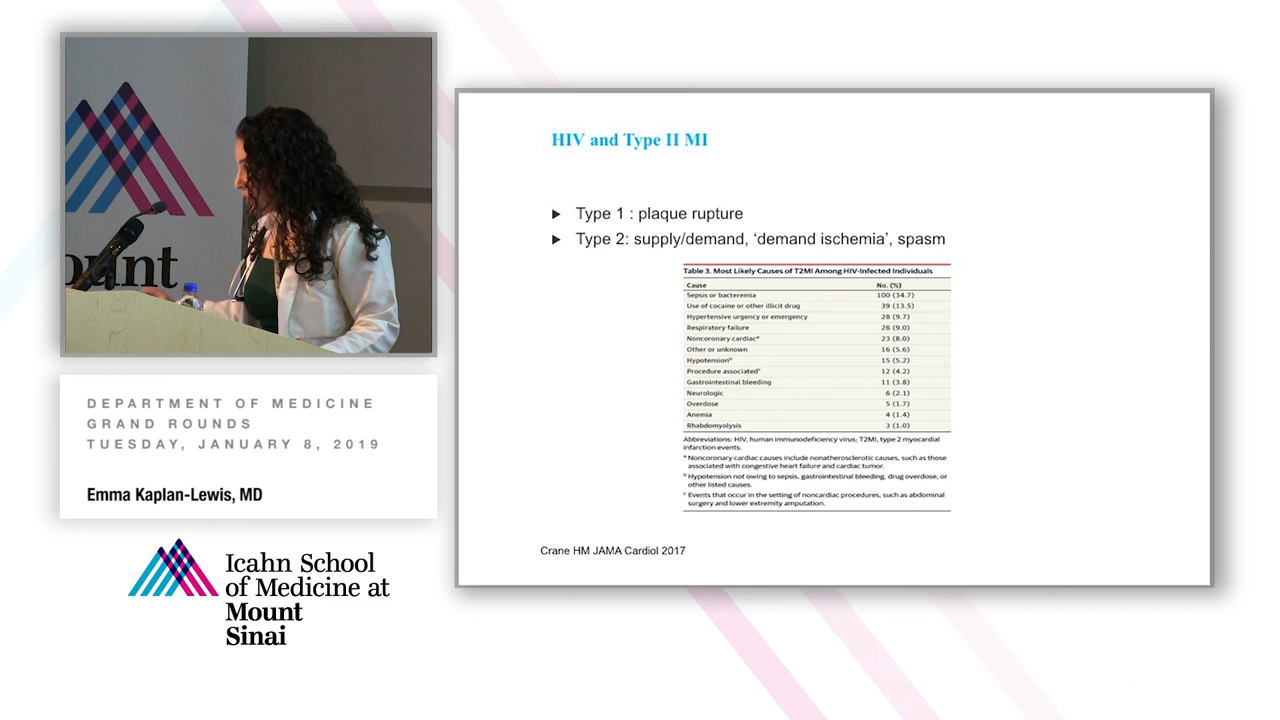 ount
DEPARTMENT OF MEDICINE
GRAND ROUNDS
TUESDAY, JANUARY 8, 2019
Emma Kaplan-Lewis, MD
Icahn School
of Medicine at
Mount
Sinai
HIV and Type II MI
Type 1 : plaque rupture
Type 2: supply/demand, ‘demand ischemia’, spasm
Table 3. Most Likely Causes of T2MI Among HIV-Infected Individuals
Cause No. (%)
Sepsis or bacteremia 100 (34.7)
Use of cocaine or other illicit drug 39 (13.5)
Hypertensive urgency or emergency 28 (9.7)
Respiratory failure 26 (9.0)
Noncoronary cardiacᵃ 23 (8.0)
Other or unknown 16 (5.6)
Hypotensionᵇ 15 (5.2)
Procedure associatedᶜ 12 (4.2)
Gastrointestinal bleeding 11 (3.8)
Neurologic 6 (2.1)
Overdose 5 (1.7)
Anemia 4 (1.4)
Rhabdomyolysis 3 (1.0)
Abbreviations: HIV, human immunodeficiency virus; T2MI, type 2 myocardial
infarction events.
ᵃ Noncoronary cardiac causes include nonatherosclerotic causes, such as those
associated with congestive heart failure and cardiac tumor.
ᵇ Hypotension not owing to sepsis, gastrointestinal bleeding, drug overdose, or
other listed causes.
ᶜ Events that occur in the setting of noncardiac procedures, such as abdominal
surgery and lower extremity amputation.
Crane HM JAMA Cardiol 2017